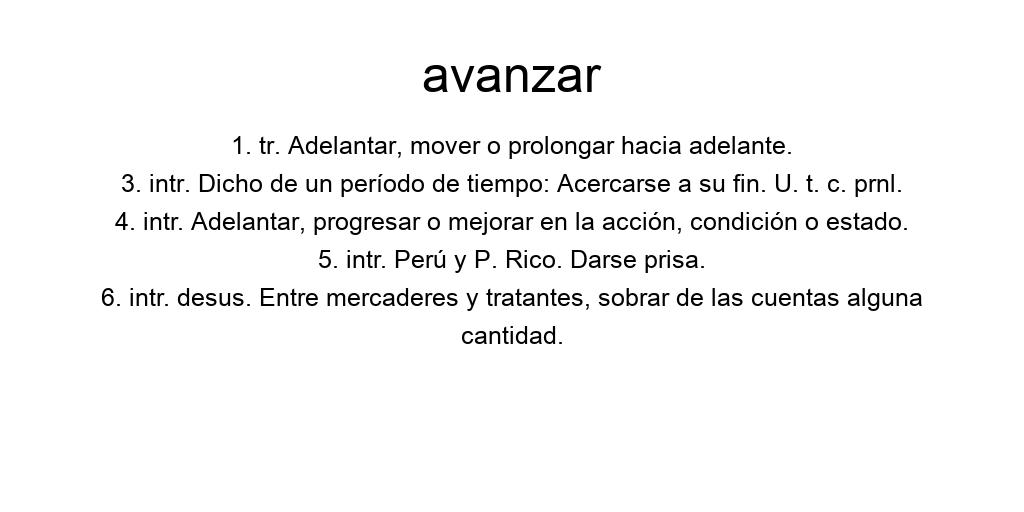 avanzar
1. tr. Adelantar, mover o prolongar hacia adelante.
3. intr. Dicho de un período de tiempo: Acercarse a su fin. U. t. c. prnl.
4. intr. Adelantar, progresar o mejorar en la acción, condición o estado.
5. intr. Perú y P. Rico. Darse prisa.
6. intr. desus. Entre mercaderes y tratantes, sobrar de las cuentas alguna
cantidad.